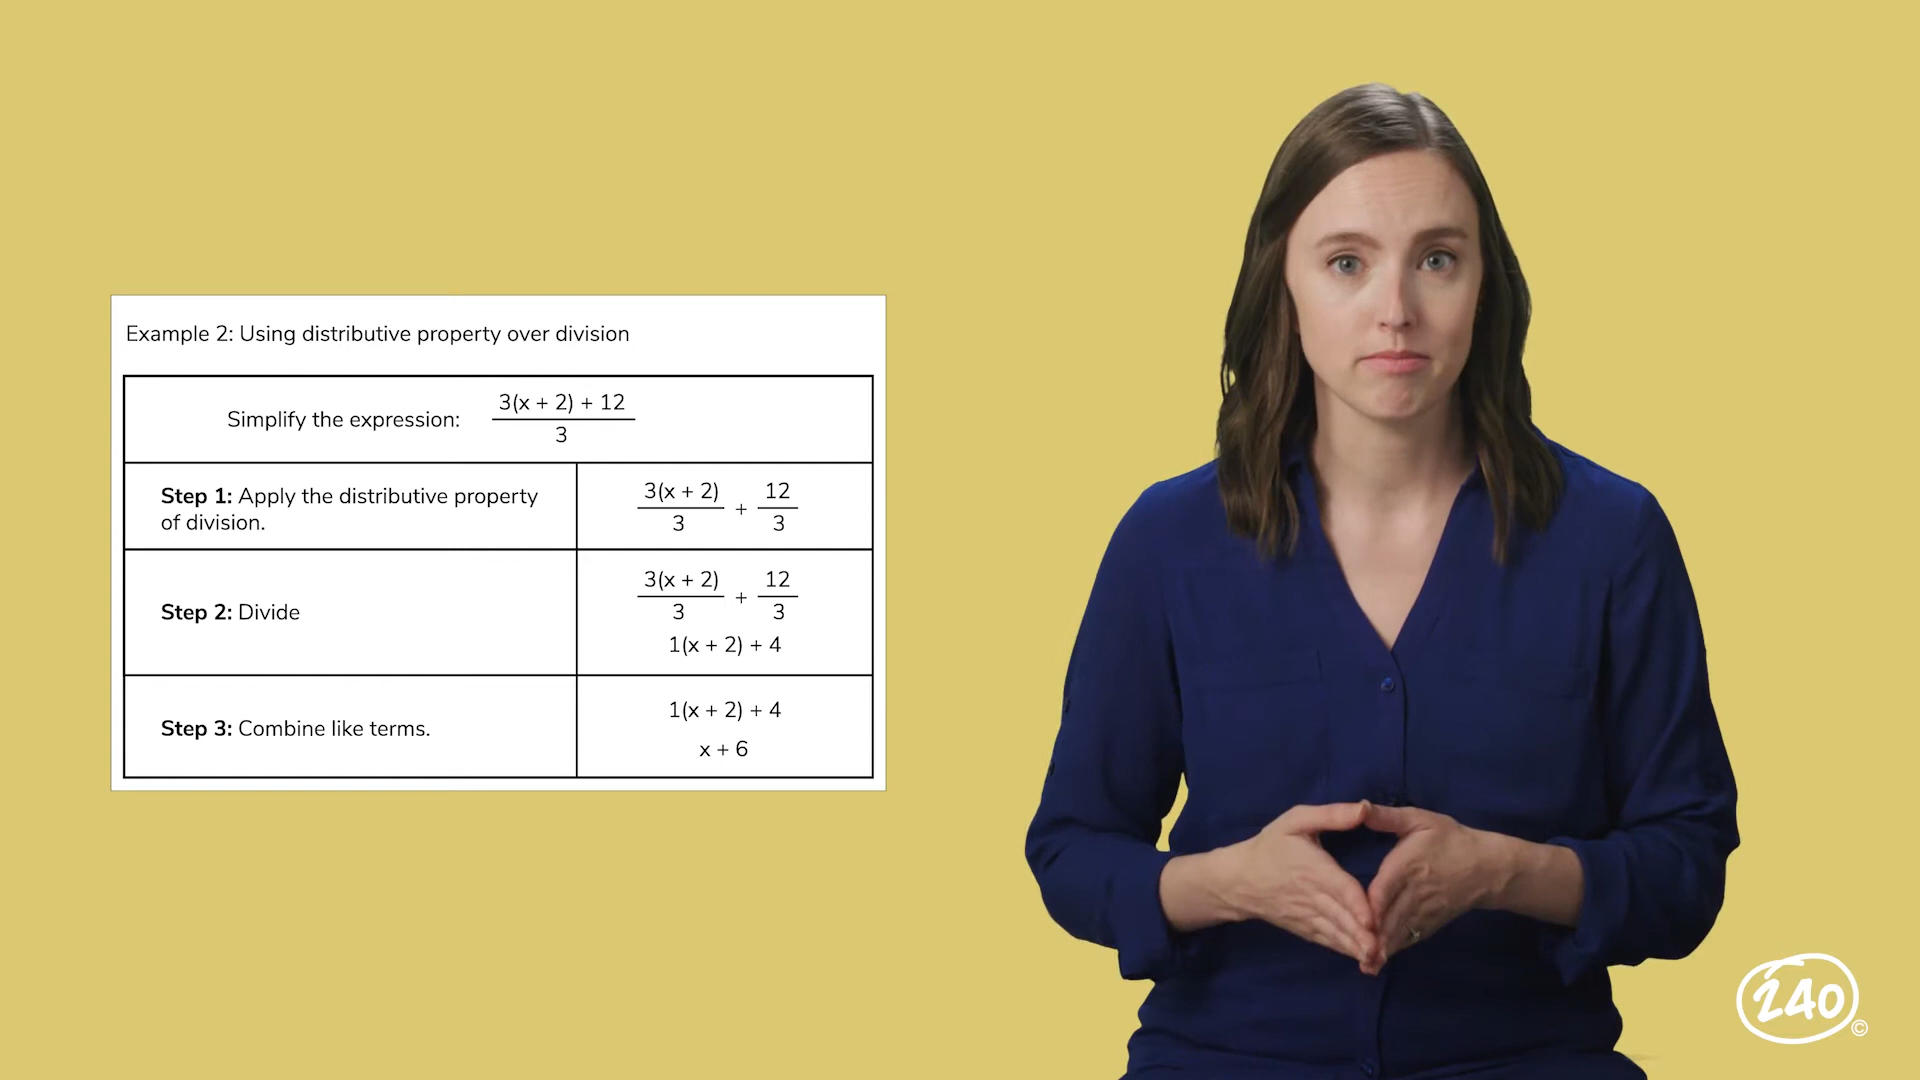 Example 2: Using distributive property over division
Simplify the expression:
3(x + 2) + 12
3
Step 1: Apply the distributive property
of division.
3(x + 2)
3
+
12
3
Step 2: Divide
3(x + 2)
3
+
12
3
1(x + 2) + 4
Step 3: Combine like terms.
1(x + 2) + 4
x + 6
240
©